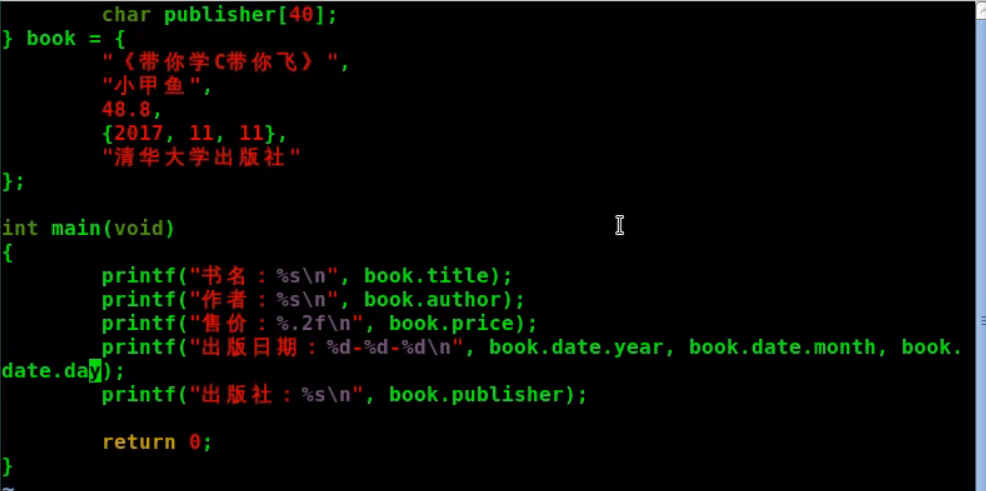 char publisher[40];
} book = {
        "《带你学C带你飞》",
        "小甲鱼",
        48.8,
        {2017, 11, 11},
        "清华大学出版社"
};

int main(void)
{
        printf("书名：%s\n", book.title);
        printf("作者：%s\n", book.author);
        printf("售价：%.2f\n", book.price);
        printf("出版日期：%d-%d-%d\n", book.date.year, book.date.month, book.
date.day);
        printf("出版社：%s\n", book.publisher);

        return 0;
}
~